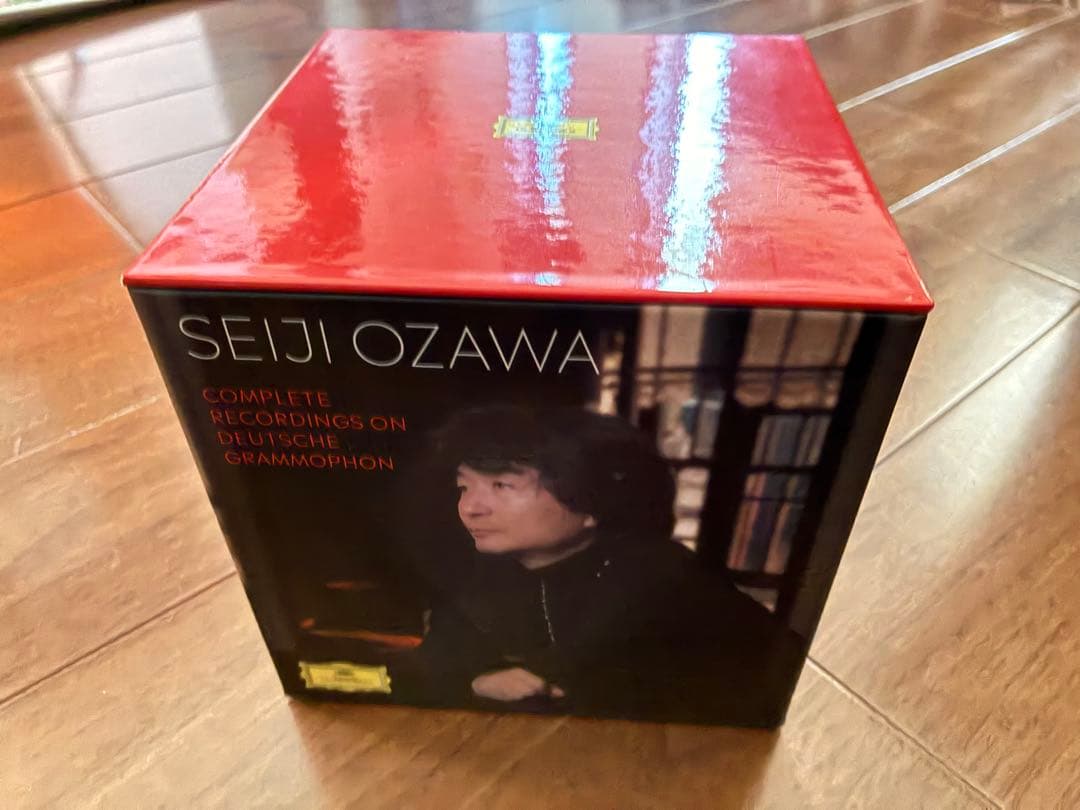 SEIJI OZAWA
COMPLETE
RECORDINGS ON
DEUTSCHE
GRAMMOPHON